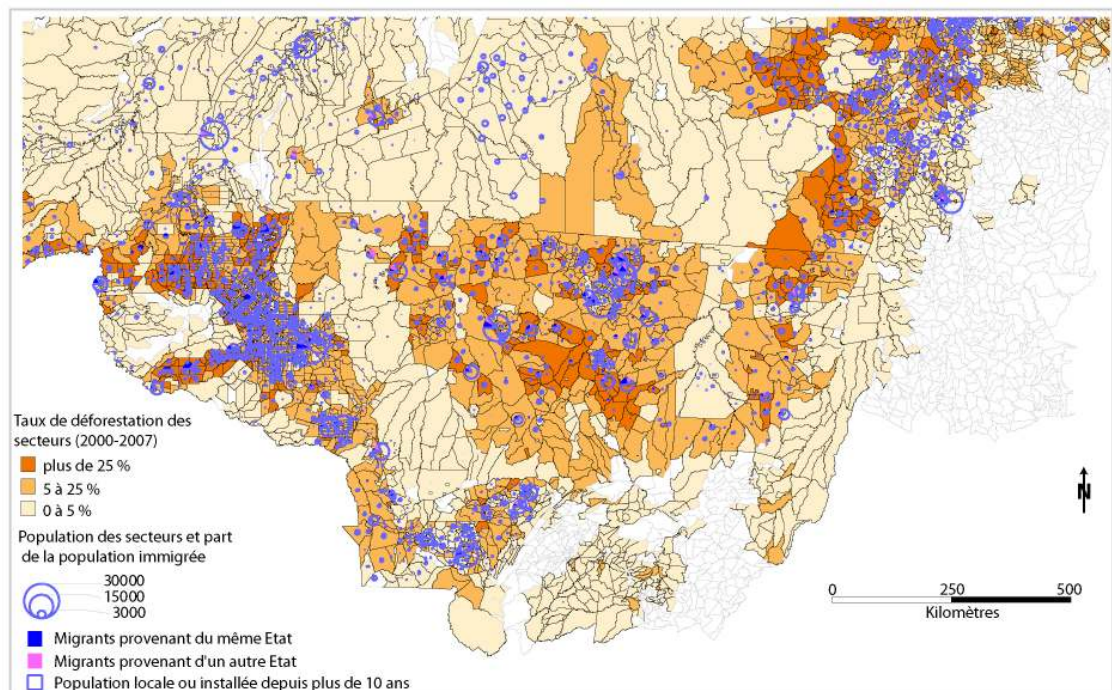 Taux de déforestation des
secteurs (2000-2007)
plus de 25 %
5 à 25 %
0 à 5 %
Population des secteurs et part
de la population immigrée
30000
15000
3000
Migrants provenant du même Etat
Migrants provenant d'un autre Etat
Population locale ou installée depuis plus de 10 ans
N
0 250 500
Kilomètres